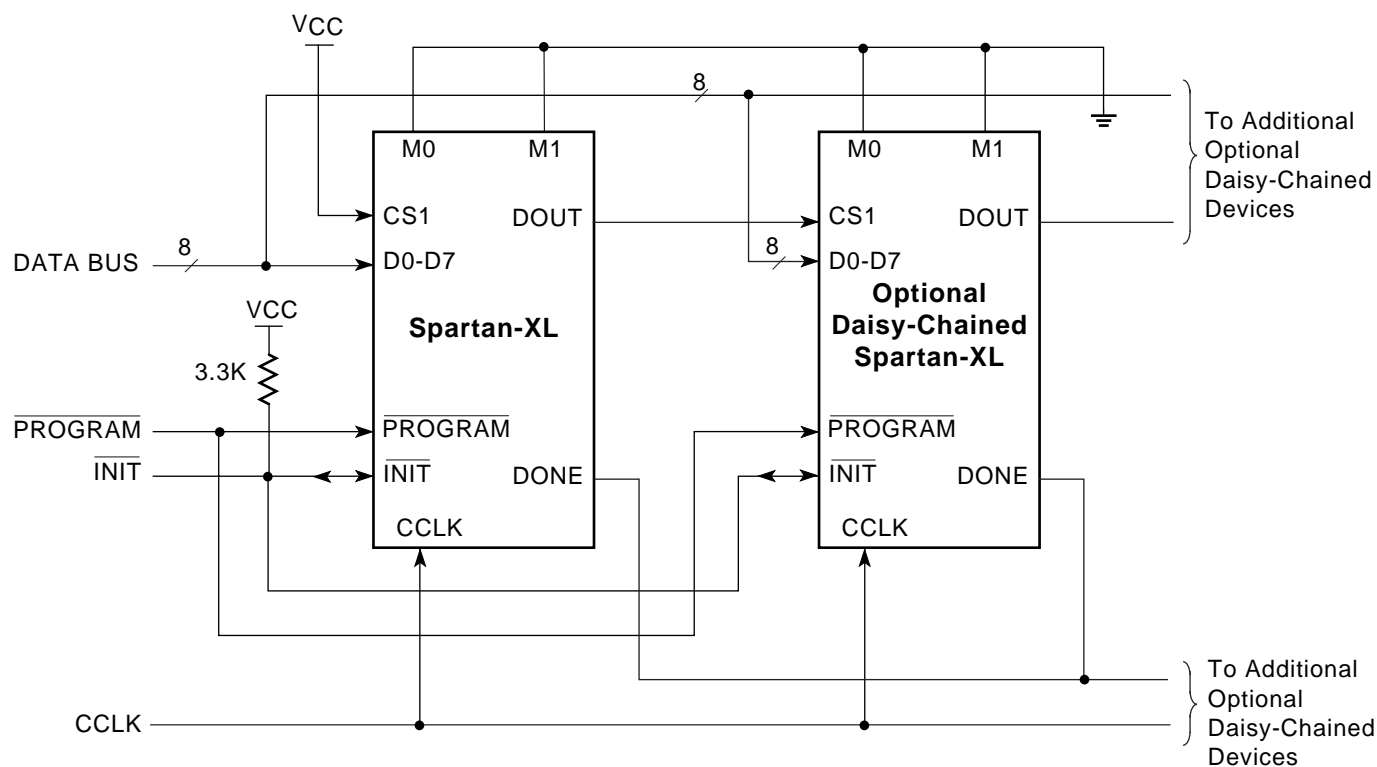 VCC
8
To Additional
Optional
Daisy-Chained
Devices
M0 M1
M0 M1
CS1 DOUT
CS1 DOUT
DATA BUS 8
D0-D7
8 D0-D7
VCC
3.3K
Spartan-XL
Optional
Daisy-Chained
Spartan-XL
PROGRAM
PROGRAM
PROGRAM
INIT
INIT DONE
INIT DONE
CCLK
CCLK
CCLK
To Additional
Optional
Daisy-Chained
Devices